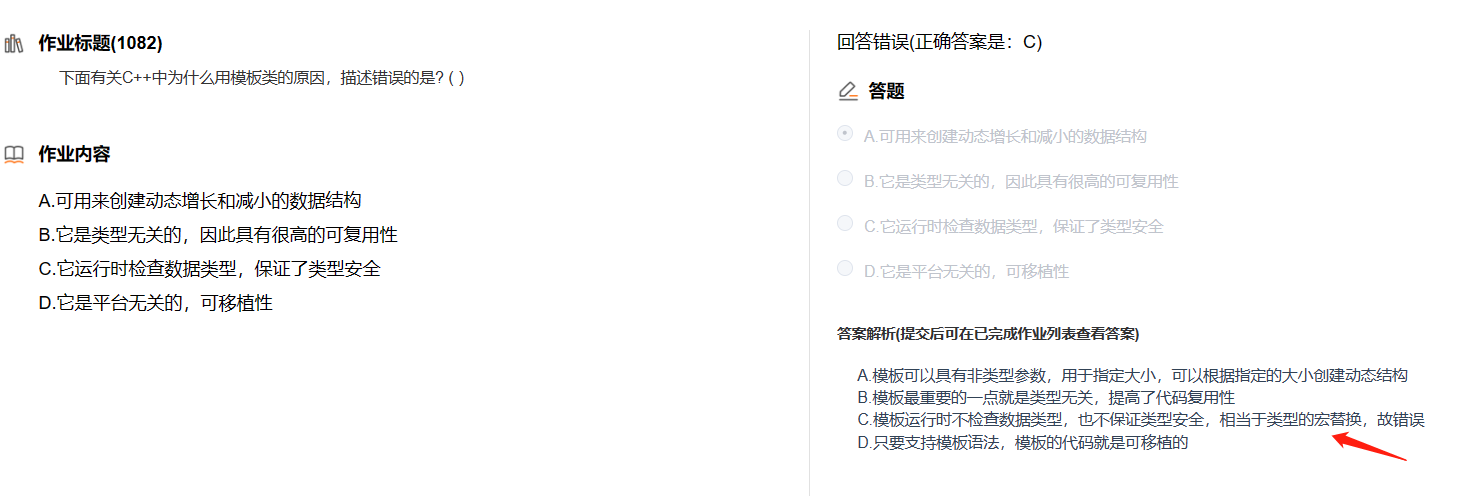 作业标题(1082)
下面有关C++中为什么用模板类的原因，描述错误的是? ( )
作业内容
A.可用来创建动态增长和减小的数据结构
B.它是类型无关的，因此具有很高的可复用性
C.它运行时检查数据类型，保证了类型安全
D.它是平台无关的，可移植性
回答错误(正确答案是：C)
答题
A.可用来创建动态增长和减小的数据结构
B.它是类型无关的，因此具有很高的可复用性
C.它运行时检查数据类型，保证了类型安全
D.它是平台无关的，可移植性
答案解析(提交后可在已完成作业列表查看答案)
A.模板可以具有非类型参数，用于指定大小，可以根据指定的大小创建动态结构
B.模板最重要的一点就是类型无关，提高了代码复用性
C.模板运行时不检查数据类型，也不保证类型安全，相当于类型的宏替换，故错误
D.只要支持模板语法，模板的代码就是可移植的